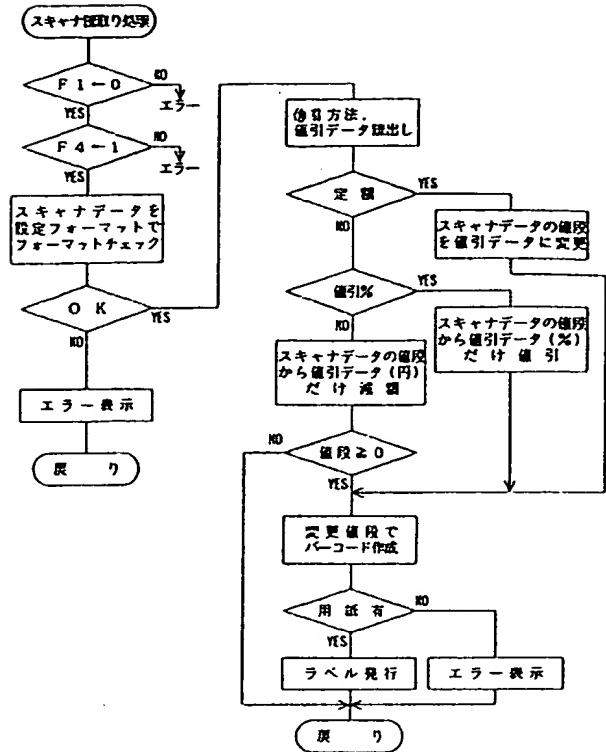 スキャナ読取り処理
F1←0
NO
エラー
YES
F4←1
NO
エラー
YES
スキャナデータを
設定フォーマットで
フォーマットチェック
OK
YES
NO
エラー表示
戻り
値引方法,
値引データ読出し
定額
YES
NO
スキャナデータの値段
を値引データに変更
値引%
YES
NO
スキャナデータの値段
から値引データ(%)
だけ値引
スキャナデータの値段
から値引データ(円)
だけ減額
NO
値段≧0
YES
変更値段で
バーコード作成
用紙有
NO
YES
ラベル発行
エラー表示
戻り